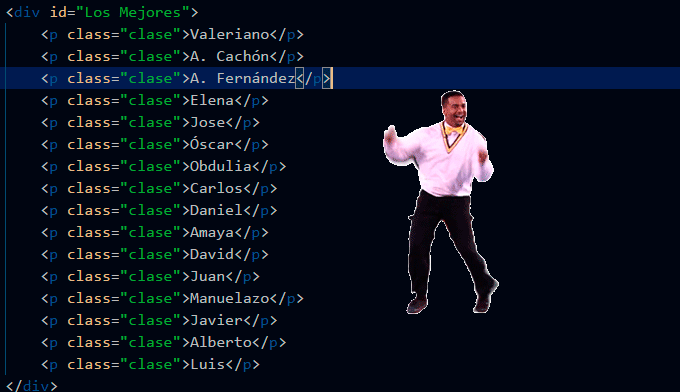 <div id="Los Mejores">
<p class="clase">Valeriano</p>
<p class="clase">A. Cachón</p>
<p class="clase">A. Fernández</p>
<p class="clase">Elena</p>
<p class="clase">Jose</p>
<p class="clase">Óscar</p>
<p class="clase">Obdulia</p>
<p class="clase">Carlos</p>
<p class="clase">Daniel</p>
<p class="clase">Amaya</p>
<p class="clase">David</p>
<p class="clase">Juan</p>
<p class="clase">Manuelazo</p>
<p class="clase">Javier</p>
<p class="clase">Alberto</p>
<p class="clase">Luis</p>
</div>